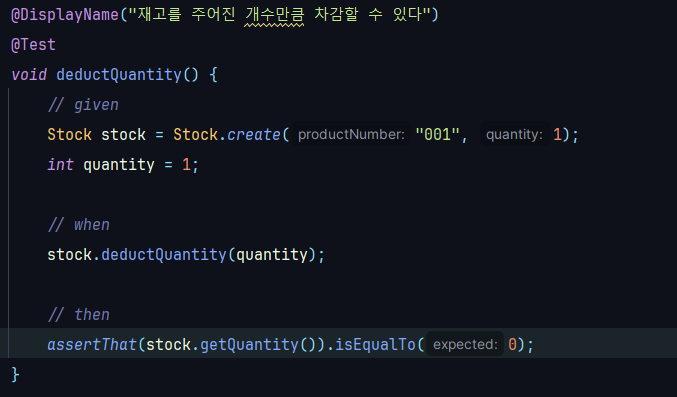 @DisplayName("재고를 주어진 개수만큼 차감할 수 있다")
@Test
void deductQuantity() {
// given
Stock stock = Stock.create( productNumber: "001", quantity: 1);
int quantity = 1;
// when
stock.deductQuantity(quantity);
// then
assertThat(stock.getQuantity()).isEqualTo( expected: 0);
}